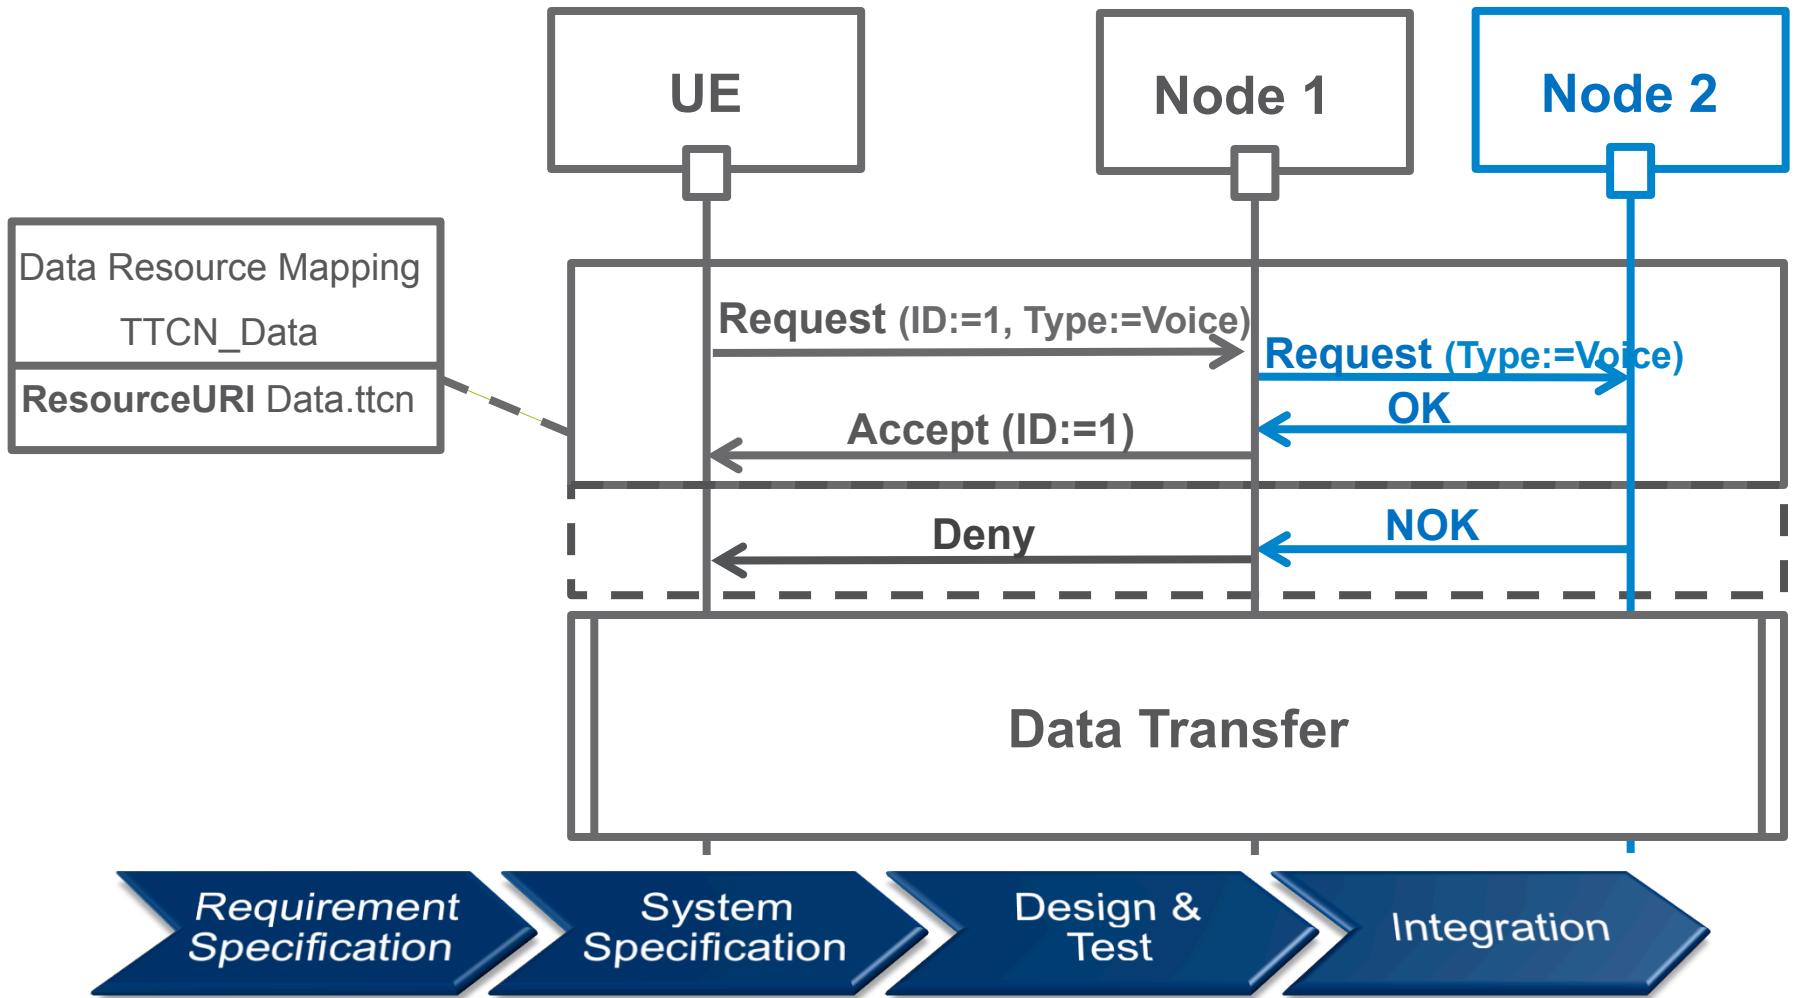 UE
Node 1
Node 2
Data Resource Mapping
TTCN_Data
ResourceURI Data.ttcn
Request (ID:=1, Type:=Voice)
Request (Type:=Voice)
OK
Accept (ID:=1)
NOK
Deny
Data Transfer
Requirement
Specification
System
Specification
Design &
Test
Integration